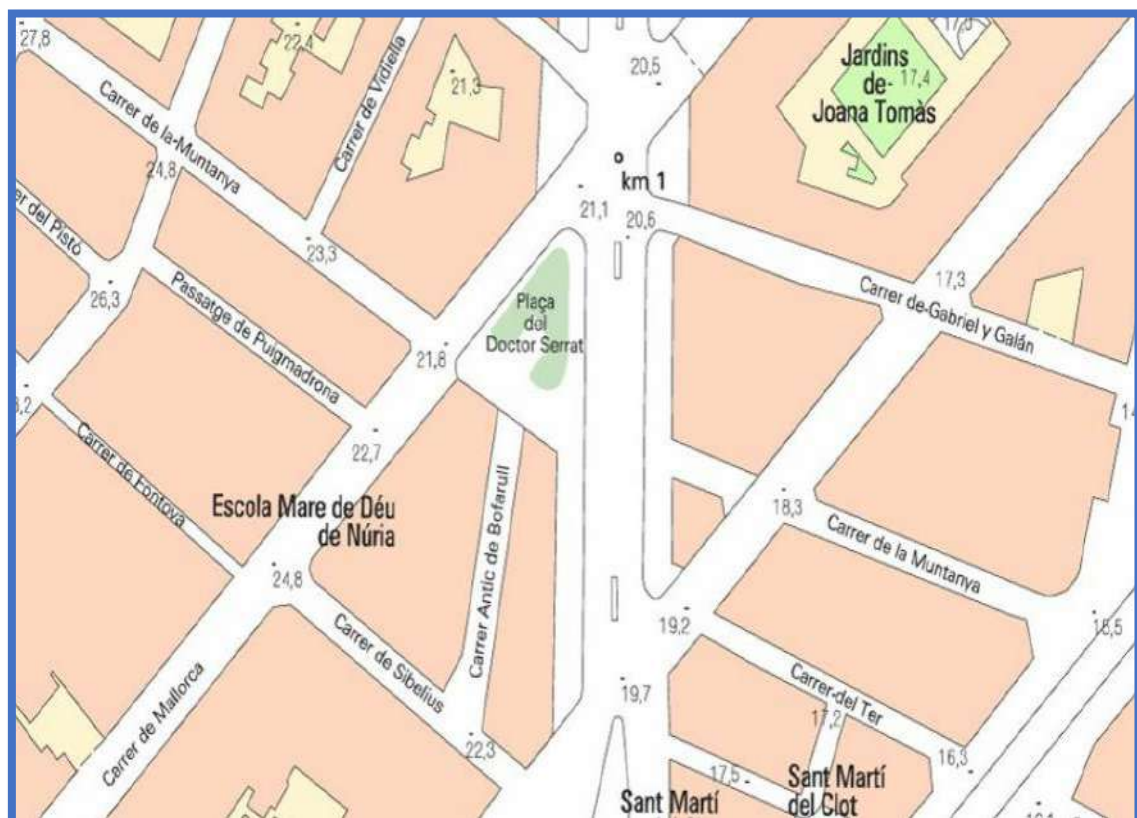 27,8
22,4
17,0
Carrer de Vidiella
20,5
Jardins
de-
17,4
Joana Tomàs
21,3
Carrer de la-Muntanya
24,8
km 1
21,1
20,6
er del Pistó
23,3
17,3
26,3
Passatge de Puigmadrona
Plaça
del
Doctor Serrat
Carrer de-Gabriel y Galán
21,8
22,7
Carrer de Fontova
Escola Mare de Déu
de Núria
Carrer Antic de Bofarull
18,3
Carrer de la Muntanya
24,8
Carrer de Sibelius
19,2
18,5
Carrer de Mallorca
19,7
Carrer-del Ter
17,2
22,3
16,3
17,5
Sant Martí
del Clot
Sant Martí